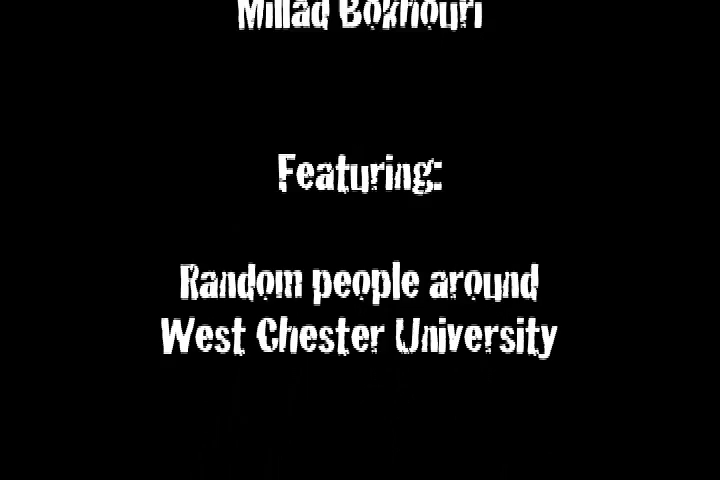 Millad Bokhouri
Featuring:
Random people around
West Chester University